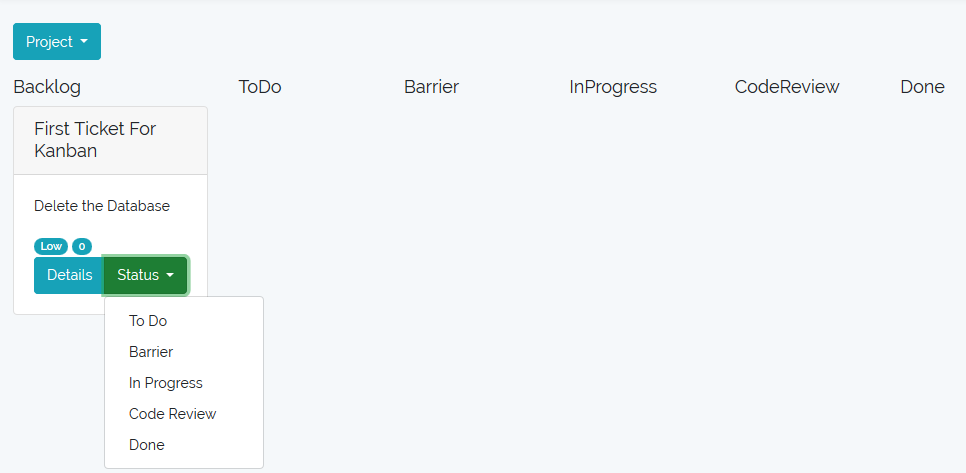 Project
Backlog ToDo Barrier InProgress CodeReview Done
First Ticket For
Kanban
Delete the Database
Low 0
Details Status
To Do
Barrier
In Progress
Code Review
Done